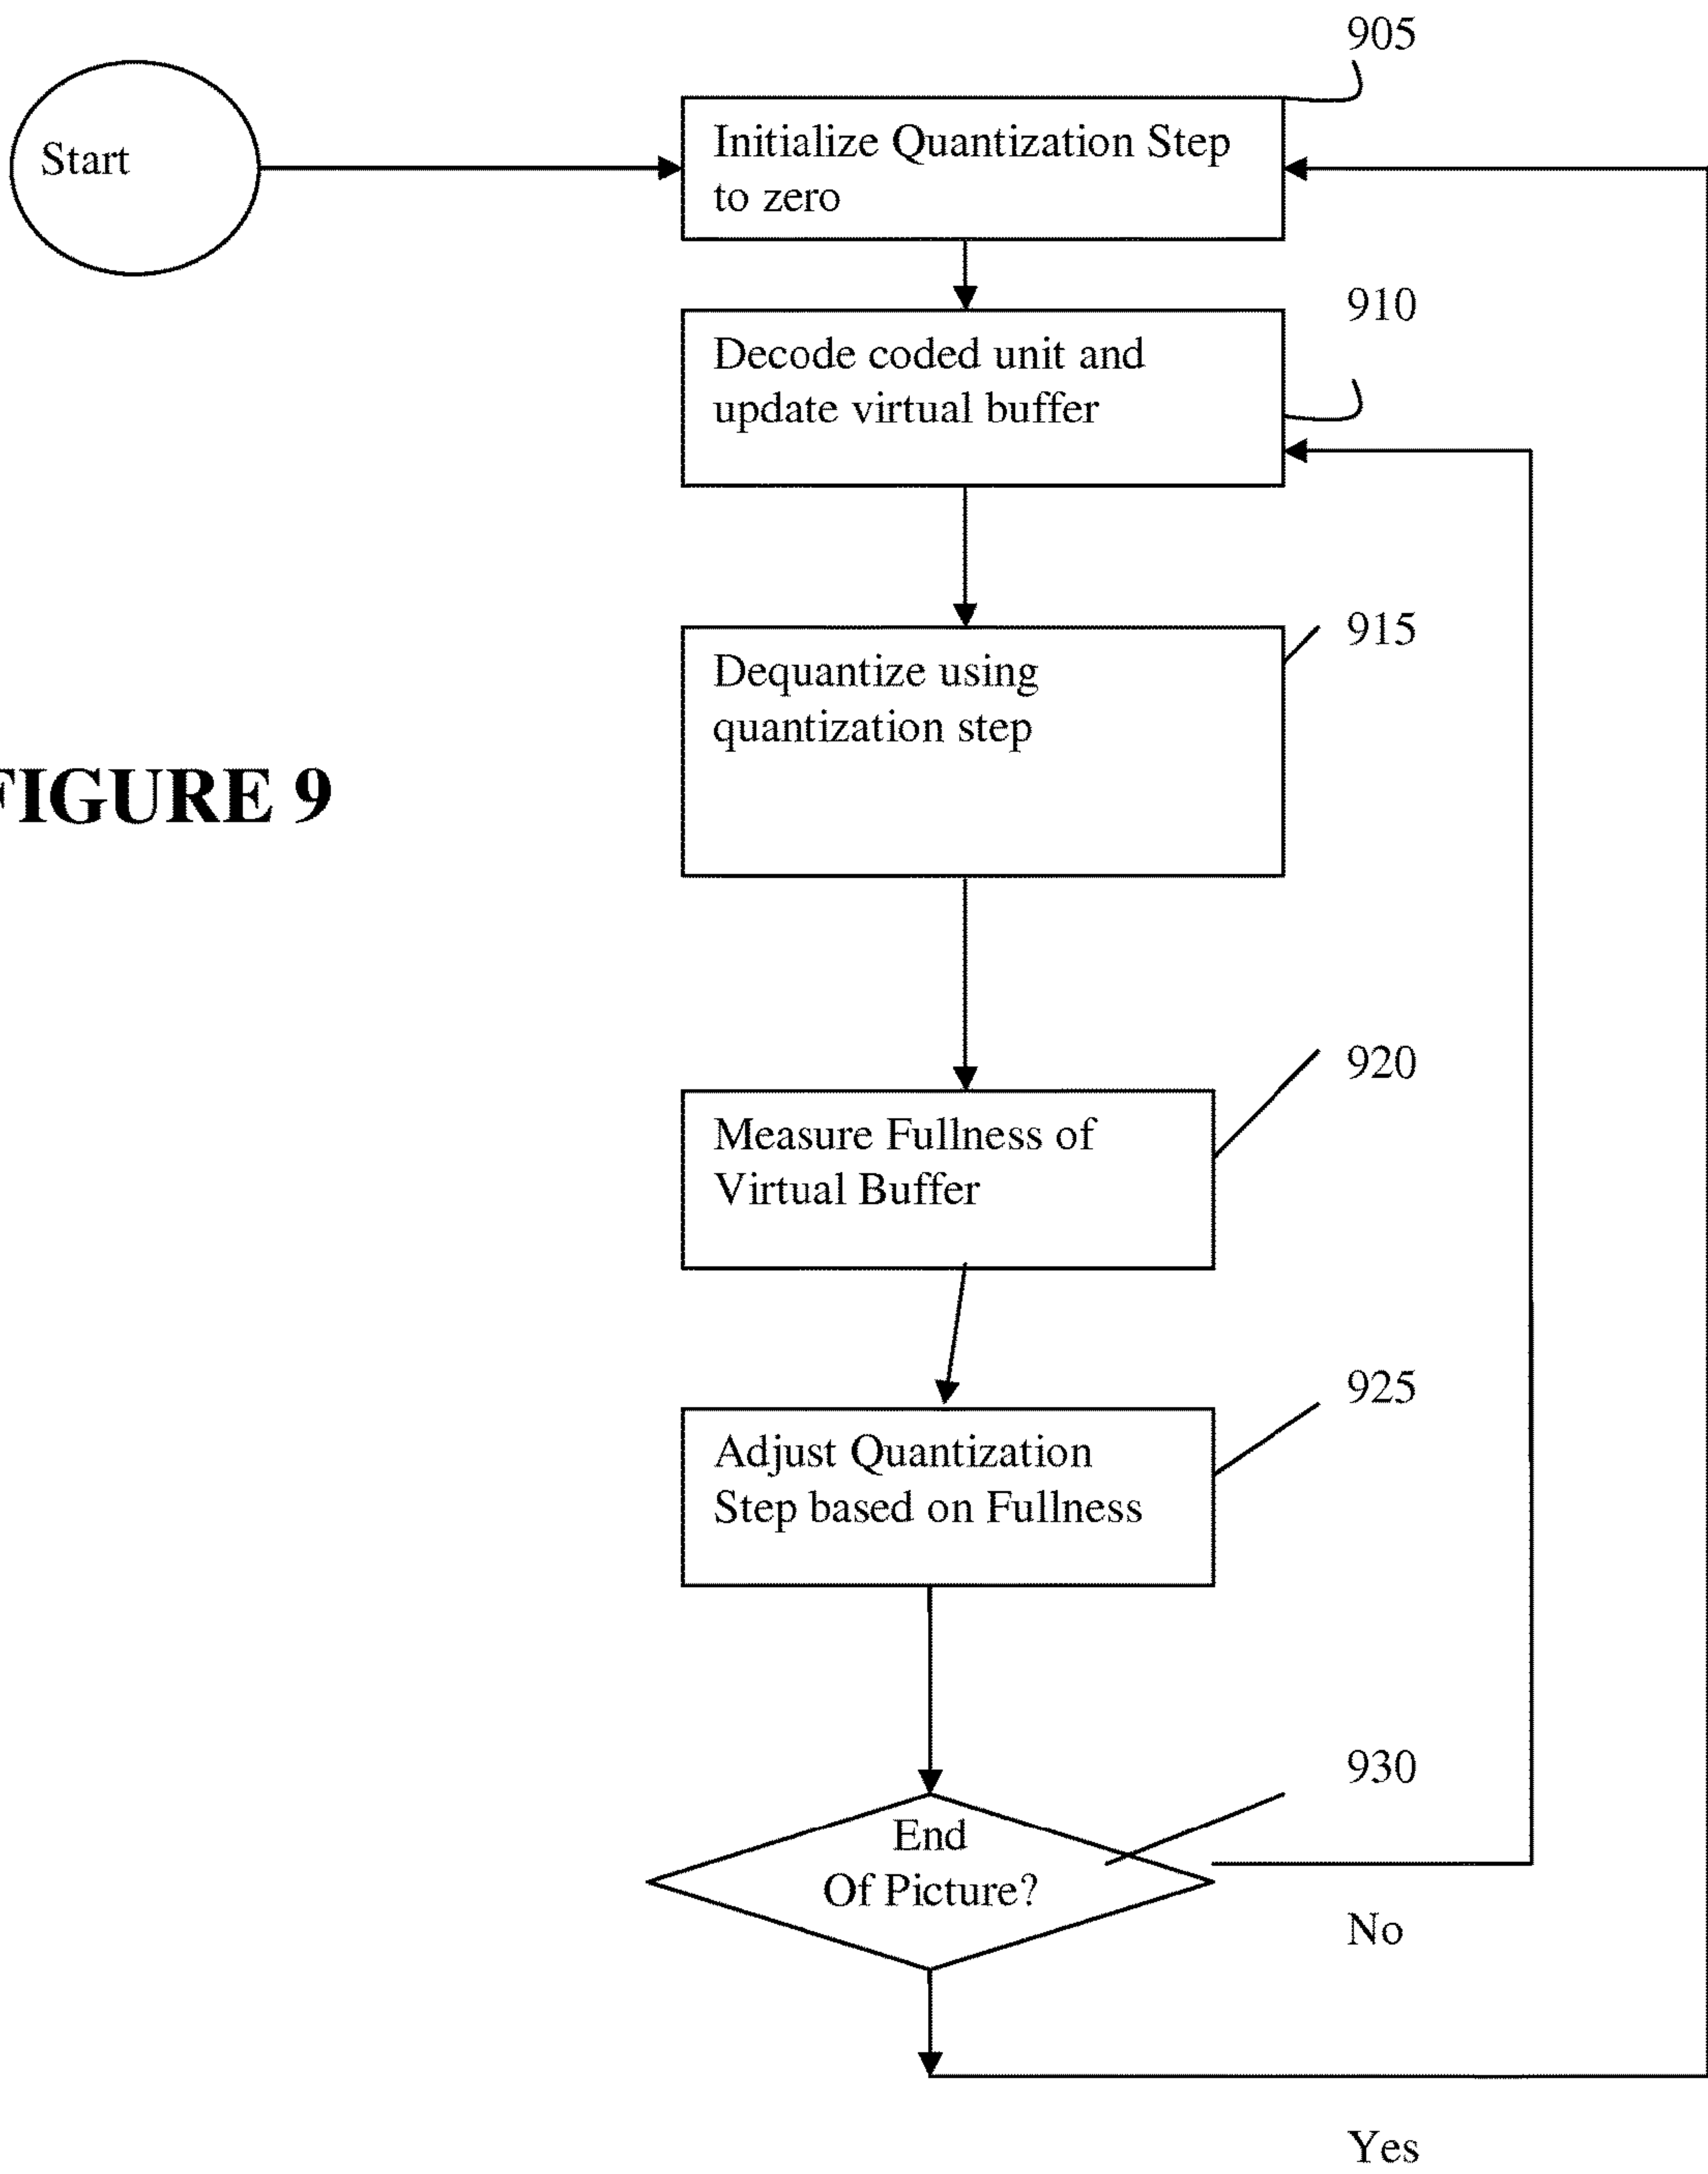 905
Start
Initialize Quantization Step
to zero
910
Decode coded unit and
update virtual buffer
915
Dequantize using
quantization step
FIGURE 9
920
Measure Fullness of
Virtual Buffer
925
Adjust Quantization
Step based on Fullness
930
End
Of Picture?
No
Yes